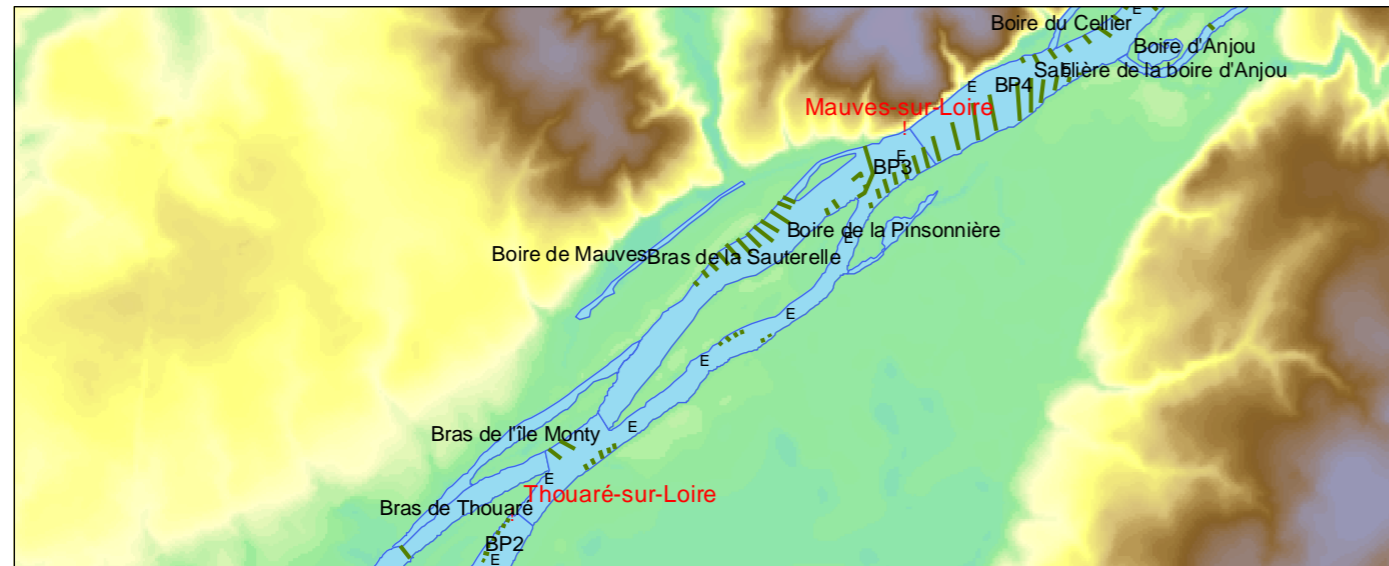 E
Boire du Cellier
Boire d'Anjou
E
Sablière de la boire d'Anjou
BP4
E
Mauves-sur-Loire
!
E
BP3
Boire de la Pinsonnière
E
Boire de Mauves
Bras de la Sauterelle
E
E
E
Bras de l'île Monty
E
Thouaré-sur-Loire
Bras de Thouaré
!
BP2
E